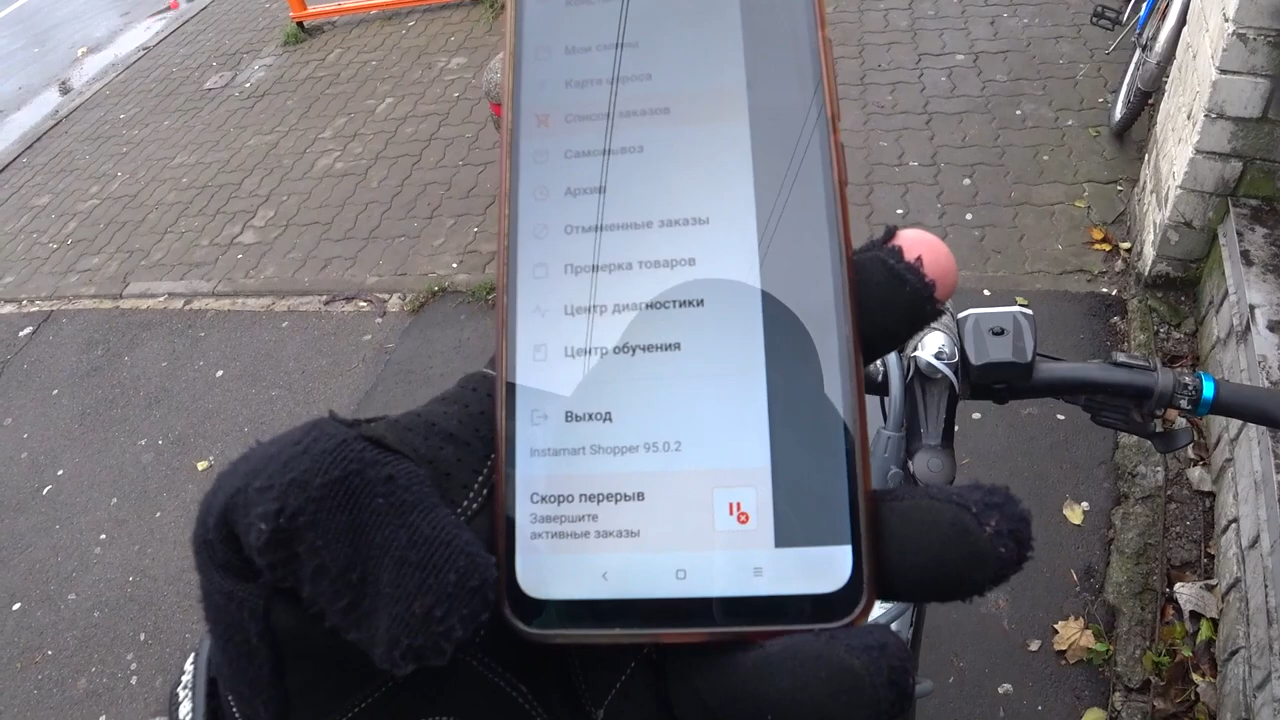 Мои смены
Карта спроса
Список заказов
Самовывоз
Архив
Отмененные заказы
Проверка товаров
Центр диагностики
Центр обучения
Выход
Instamart Shopper 95.0.2
Скоро перерыв
Завершите
активные заказы